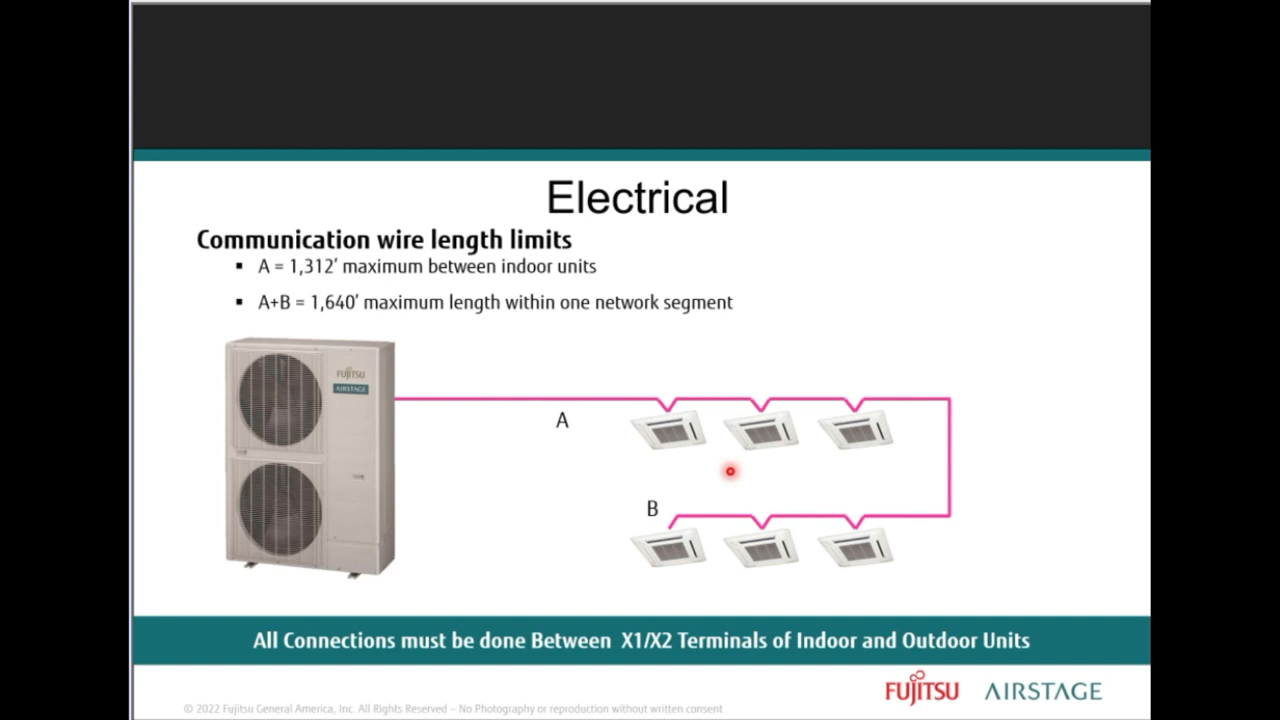 Electrical
Communication wire length limits
▪ A = 1,312’ maximum between indoor units
▪ A+B = 1,640’ maximum length within one network segment
FUJITSU
AIRSTAGE
A
B
All Connections must be done Between X1/X2 Terminals of Indoor and Outdoor Units
FUJITSU AIRSTAGE
© 2022 Fujitsu General America, Inc. All Rights Reserved – No Photography or reproduction without written consent